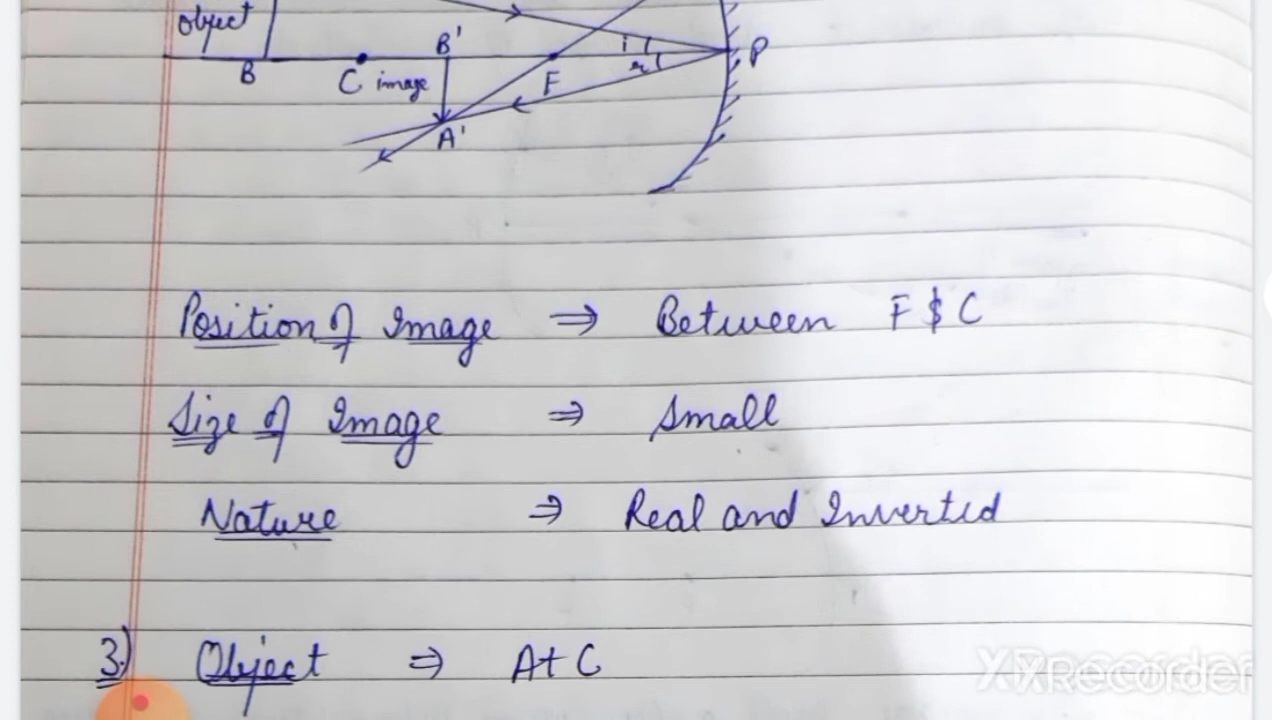 object
B' i P
B C image F r
A'
Position of Image ⇒ Between F & C
Size of Image ⇒ Small
Nature ⇒ Real and Inverted
3.) Object ⇒ At C
XRecorder